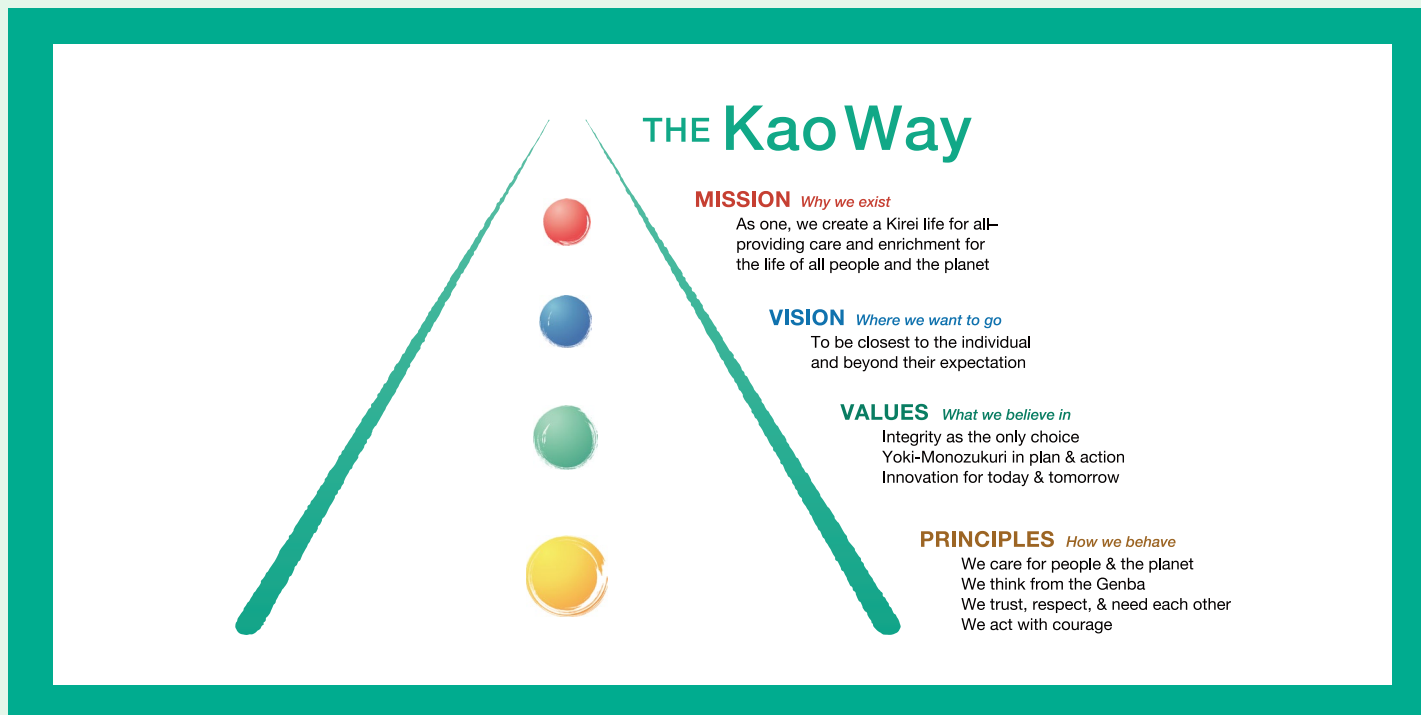 THE Kao Way
MISSION Why we exist
As one, we create a Kirei life for all–
providing care and enrichment for
the life of all people and the planet
VISION Where we want to go
To be closest to the individual
and beyond their expectation
VALUES What we believe in
Integrity as the only choice
Yoki-Monozukuri in plan & action
Innovation for today & tomorrow
PRINCIPLES How we behave
We care for people & the planet
We think from the Genba
We trust, respect, & need each other
We act with courage